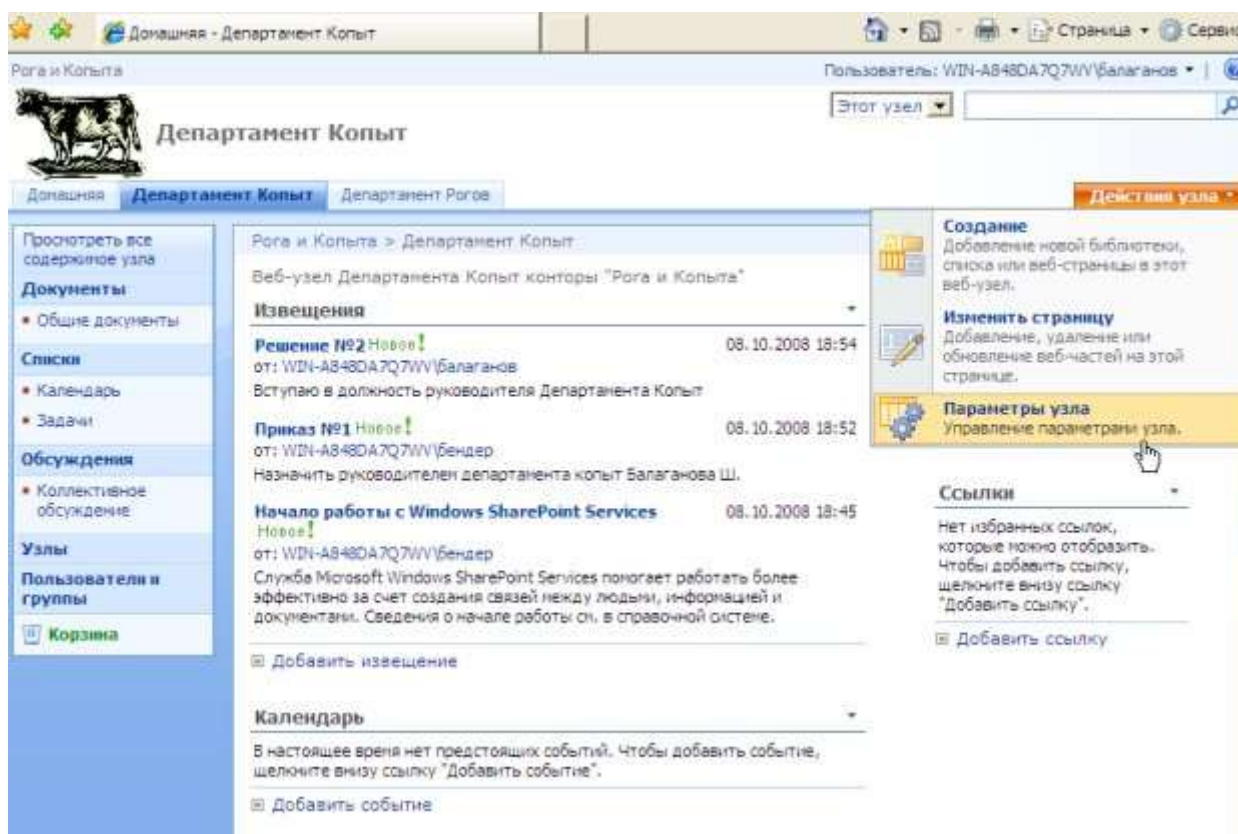 Домашняя - Департамент Копыт
Страница
Сервис
Рога и Копыта
Пользователь: WIN-A848DA7Q7WV\балаганов
Департамент Копыт
Этот узел
Домашняя
Департамент Копыт
Департамент Рогов
Действия узла
Просмотреть все
содержимое узла
Документы
Общие документы
Списки
Календарь
Задачи
Обсуждения
Коллективное
обсуждение
Узлы
Пользователи и
группы
Корзина
Рога и Копыта > Департамент Копыт
Веб-узел Департамента Копыт конторы "Рога и Копыта"
Извещения
Решение №2 Новое!
08.10.2008 18:54
от: WIN-A848DA7Q7WV\балаганов
Вступаю в должность руководителя Департамента Копыт
Приказ №1 Новое!
08.10.2008 18:52
от: WIN-A848DA7Q7WV\бендер
Назначить руководителем департамента копыт Балаганова Ш.
Начало работы с Windows SharePoint Services
08.10.2008 18:45
Новое!
от: WIN-A848DA7Q7WV\бендер
Служба Microsoft Windows SharePoint Services помогает работать более
эффективно за счет создания связей между людьми, информацией и
документами. Сведения о начале работы см. в справочной системе.
Добавить извещение
Календарь
В настоящее время нет предстоящих событий. Чтобы добавить событие,
щелкните внизу ссылку "Добавить событие".
Добавить событие
Создание
Добавление новой библиотеки,
списка или веб-страницы в этот
веб-узел.
Изменить страницу
Добавление, удаление или
обновление веб-частей на этой
странице.
Параметры узла
Управление параметрами узла.
Ссылки
Нет избранных ссылок,
которые можно отобразить.
Чтобы добавить ссылку,
щелкните внизу ссылку
"Добавить ссылку".
Добавить ссылку